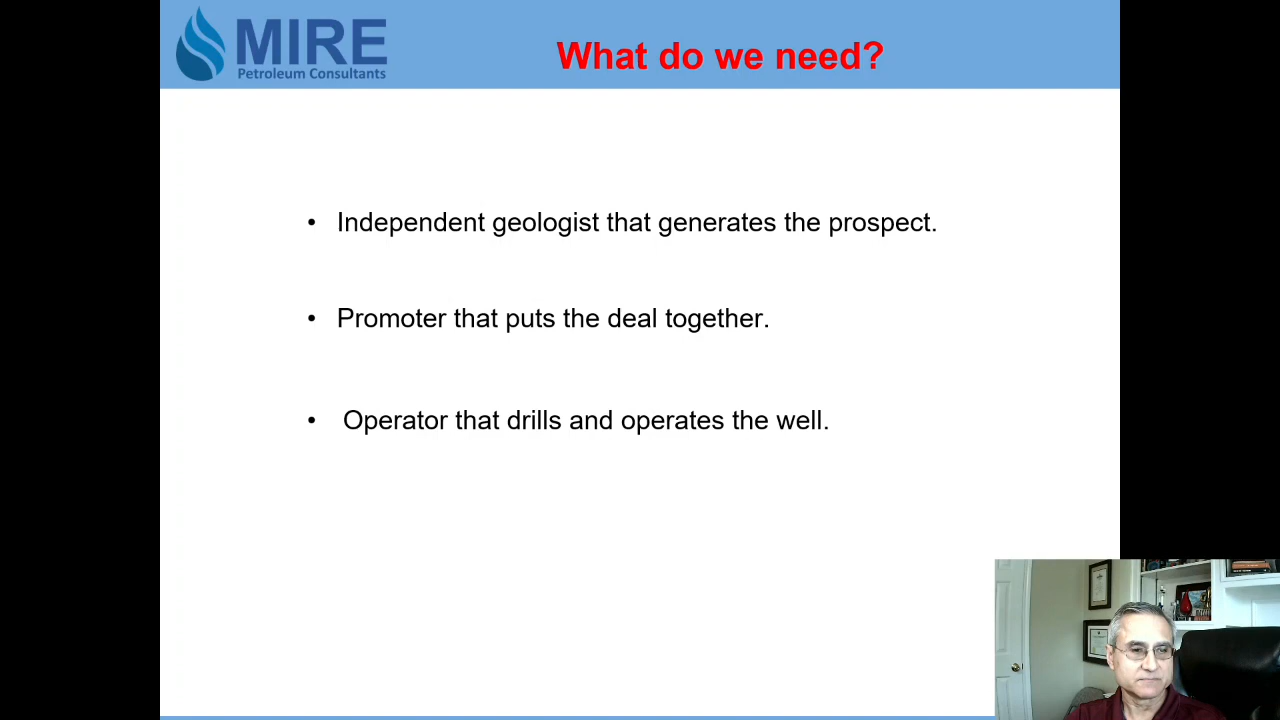 MIRE
Petroleum Consultants
What do we need?
• Independent geologist that generates the prospect.
• Promoter that puts the deal together.
• Operator that drills and operates the well.